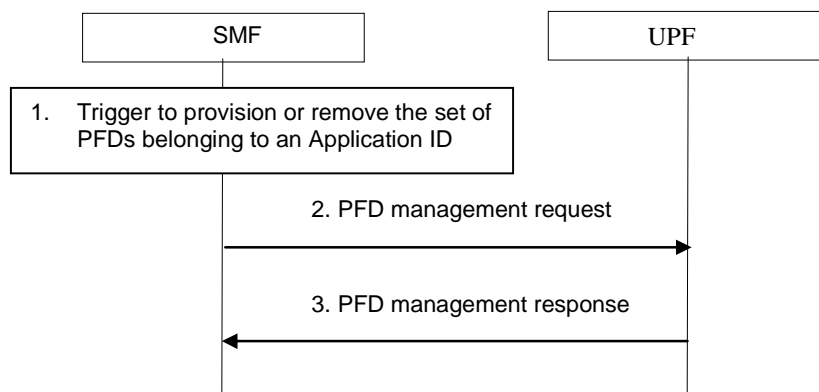 SMF
UPF
1. Trigger to provision or remove the set of
PFDs belonging to an Application ID
2. PFD management request
3. PFD management response